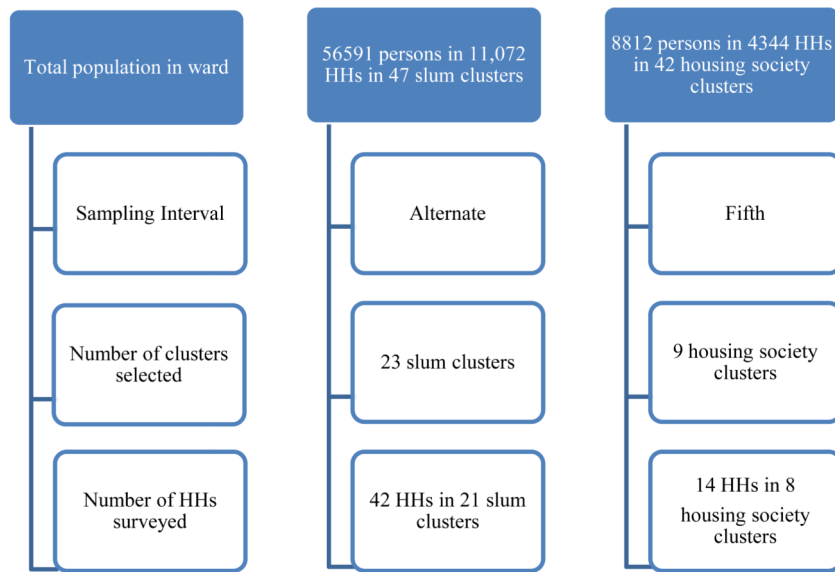 Total population in ward
Sampling Interval
Number of clusters
selected
Number of HHs
surveyed
56591 persons in 11,072
HHs in 47 slum clusters
Alternate
23 slum clusters
42 HHs in 21 slum
clusters
8812 persons in 4344 HHs
in 42 housing society
clusters
Fifth
9 housing society
clusters
14 HHs in 8
housing society
clusters